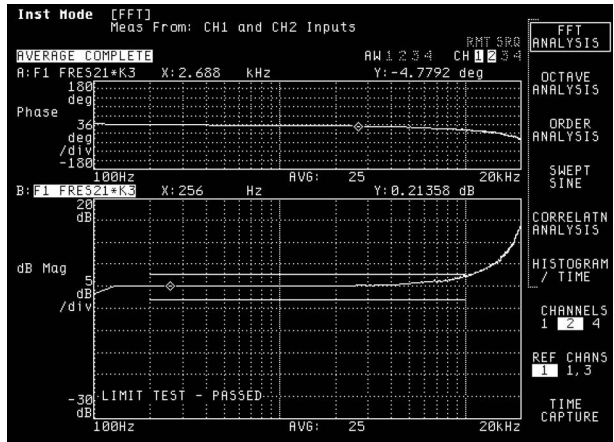 Inst Mode [FFT]
Meas From: CH1 and CH2 Inputs
RMT SRQ
AVERAGE COMPLETE AW 1 2 3 4 CH 1 2 3 4
A:F1 FRES21*K3 X:2.688 kHz Y:-4.7792 deg
180
deg
Phase
36
deg
/div
-180
100Hz AVG: 25 20kHz
B:F1 FRES21*K3 X:256 Hz Y:0.21358 dB
20
dB
dB Mag
5
dB
/div
-30
dB
LIMIT TEST - PASSED
100Hz AVG: 25 20kHz
FFT
ANALYSIS
OCTAVE
ANALYSIS
ORDER
ANALYSIS
SWEPT
SINE
CORRELATN
ANALYSIS
HISTOGRAM
/ TIME
CHANNELS
1 2 4
REF CHANS
1 1,3
TIME
CAPTURE